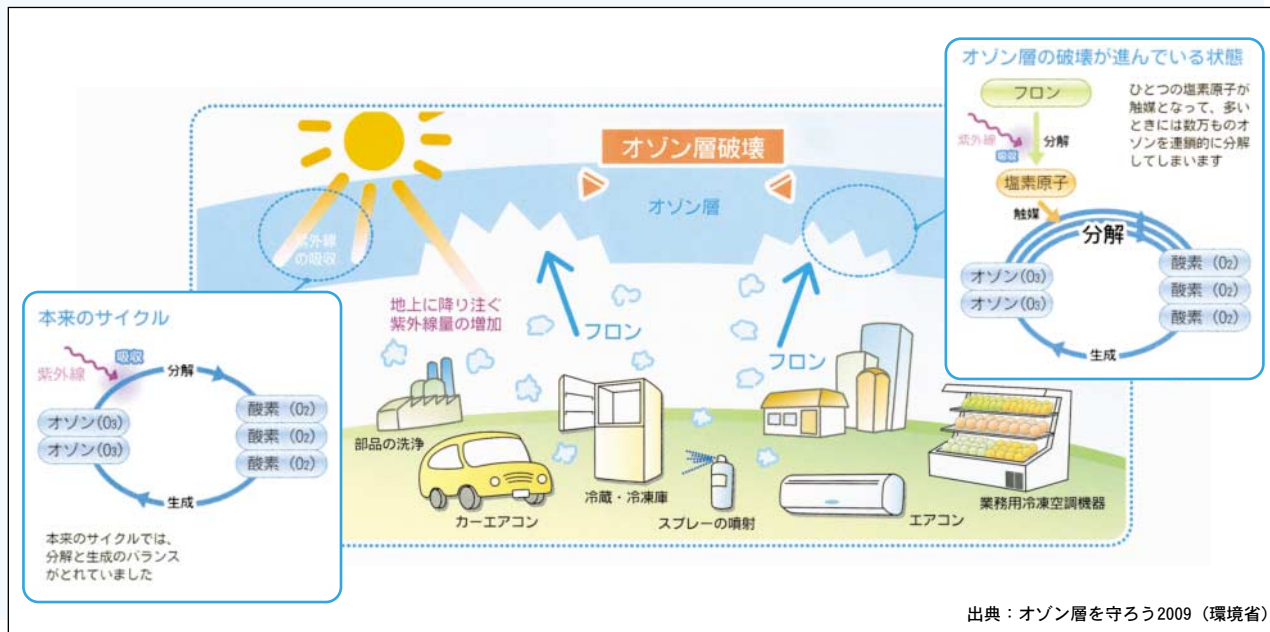 オゾン層の破壊が進んでいる状態
フロン
ひとつの塩素原子が
触媒となって、多い
ときには数万ものオ
ゾンを連鎖的に分解
してしまいます
紫外線
吸収
分解
塩素原子
触媒
分解
オゾン(O₃)
オゾン(O₃)
酸素（O₂）
酸素（O₂）
酸素（O₂）
生成
オゾン層破壊
オゾン層
紫外線
の吸収
地上に降り注ぐ
紫外線量の増加
フロン
フロン
本来のサイクル
紫外線
吸収
分解
オゾン(O₃)
オゾン(O₃)
酸素（O₂）
酸素（O₂）
酸素（O₂）
生成
本来のサイクルでは、
分解と生成のバランス
がとれていました
部品の洗浄
カーエアコン
冷蔵・冷凍庫
スプレーの噴射
エアコン
業務用冷凍空調機器
出典：オゾン層を守ろう2009（環境省）